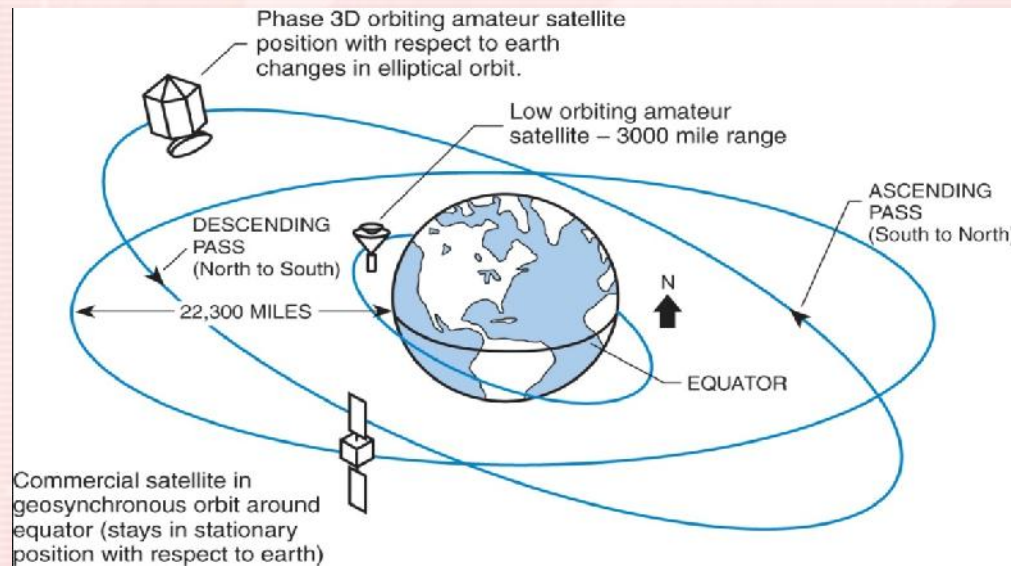 Phase 3D orbiting amateur satellite
position with respect to earth
changes in elliptical orbit.
Low orbiting amateur
satellite – 3000 mile range
ASCENDING
PASS
(South to North)
DESCENDING
PASS
(North to South)
N
22,300 MILES
EQUATOR
Commercial satellite in
geosynchronous orbit around
equator (stays in stationary
position with respect to earth)